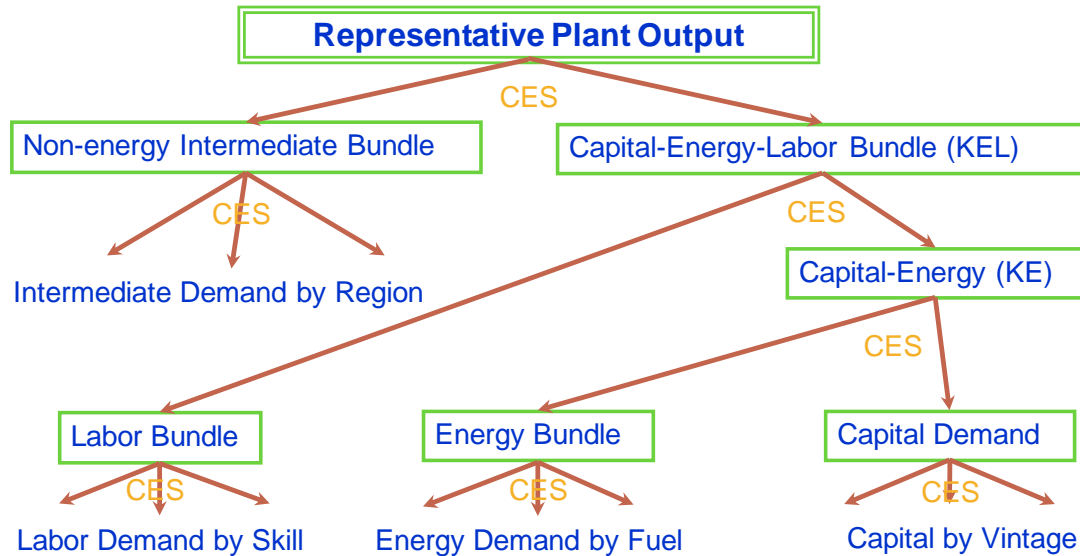 Representative Plant Output
CES
Non-energy Intermediate Bundle
Capital-Energy-Labor Bundle (KEL)
CES
CES
Capital-Energy (KE)
Intermediate Demand by Region
CES
Labor Bundle
Energy Bundle
Capital Demand
CES
CES
CES
Labor Demand by Skill
Energy Demand by Fuel
Capital by Vintage